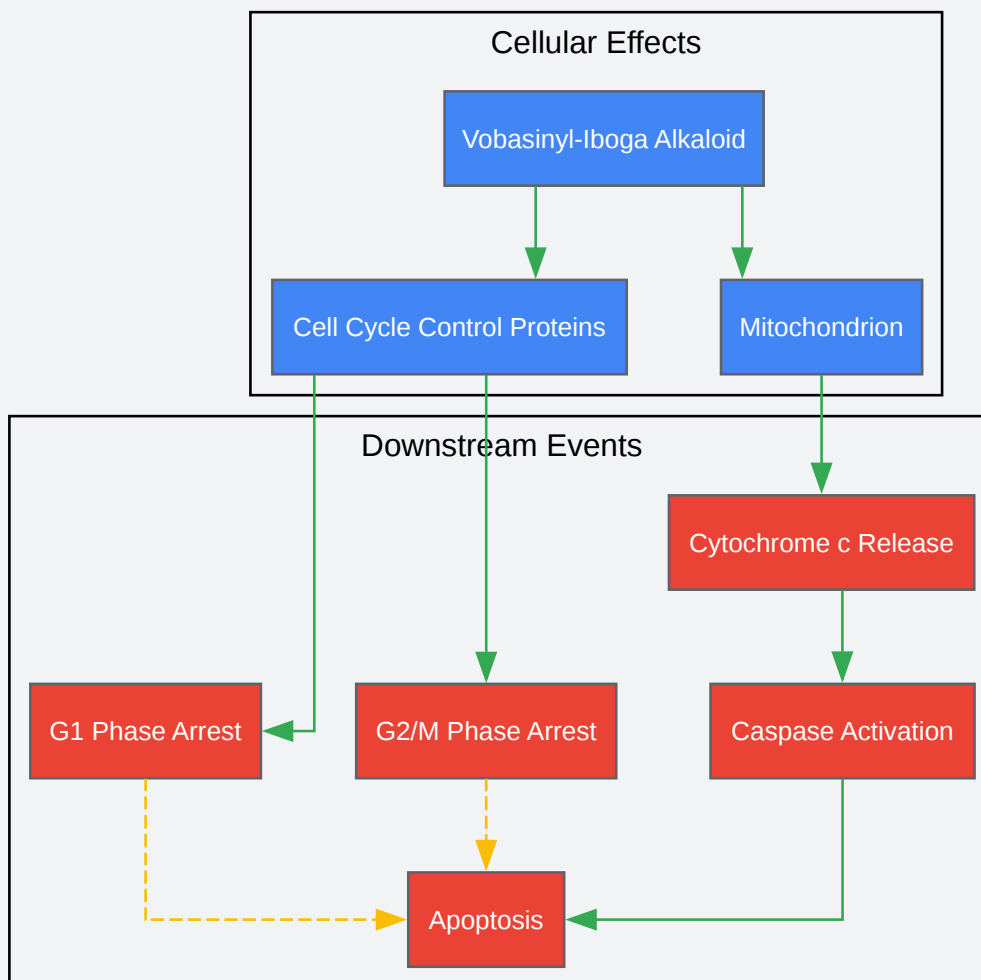 Cellular Effects
Vobasinyl-Iboga Alkaloid
Cell Cycle Control Proteins
Mitochondrion
Downstream Events
Cytochrome c Release
G1 Phase Arrest
G2/M Phase Arrest
Caspase Activation
Apoptosis